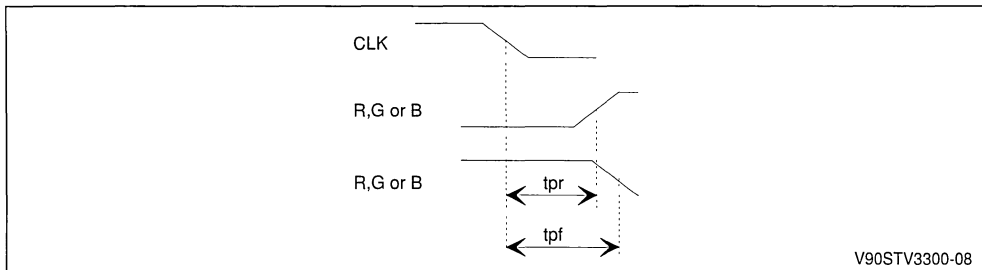 CLK
R,G or B
R,G or B
tpr
tpf
V90STV3300-08